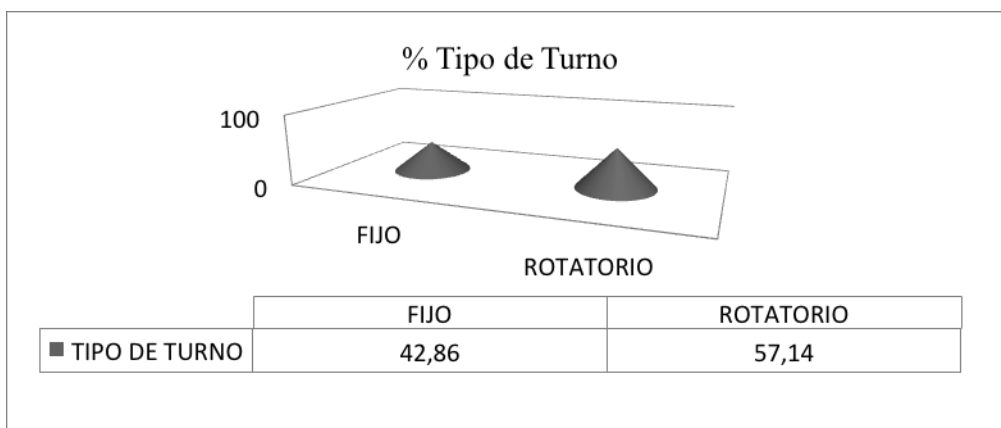 % Tipo de Turno
100
0
FIJO
ROTATORIO
FIJO ROTATORIO
TIPO DE TURNO 42,86 57,14